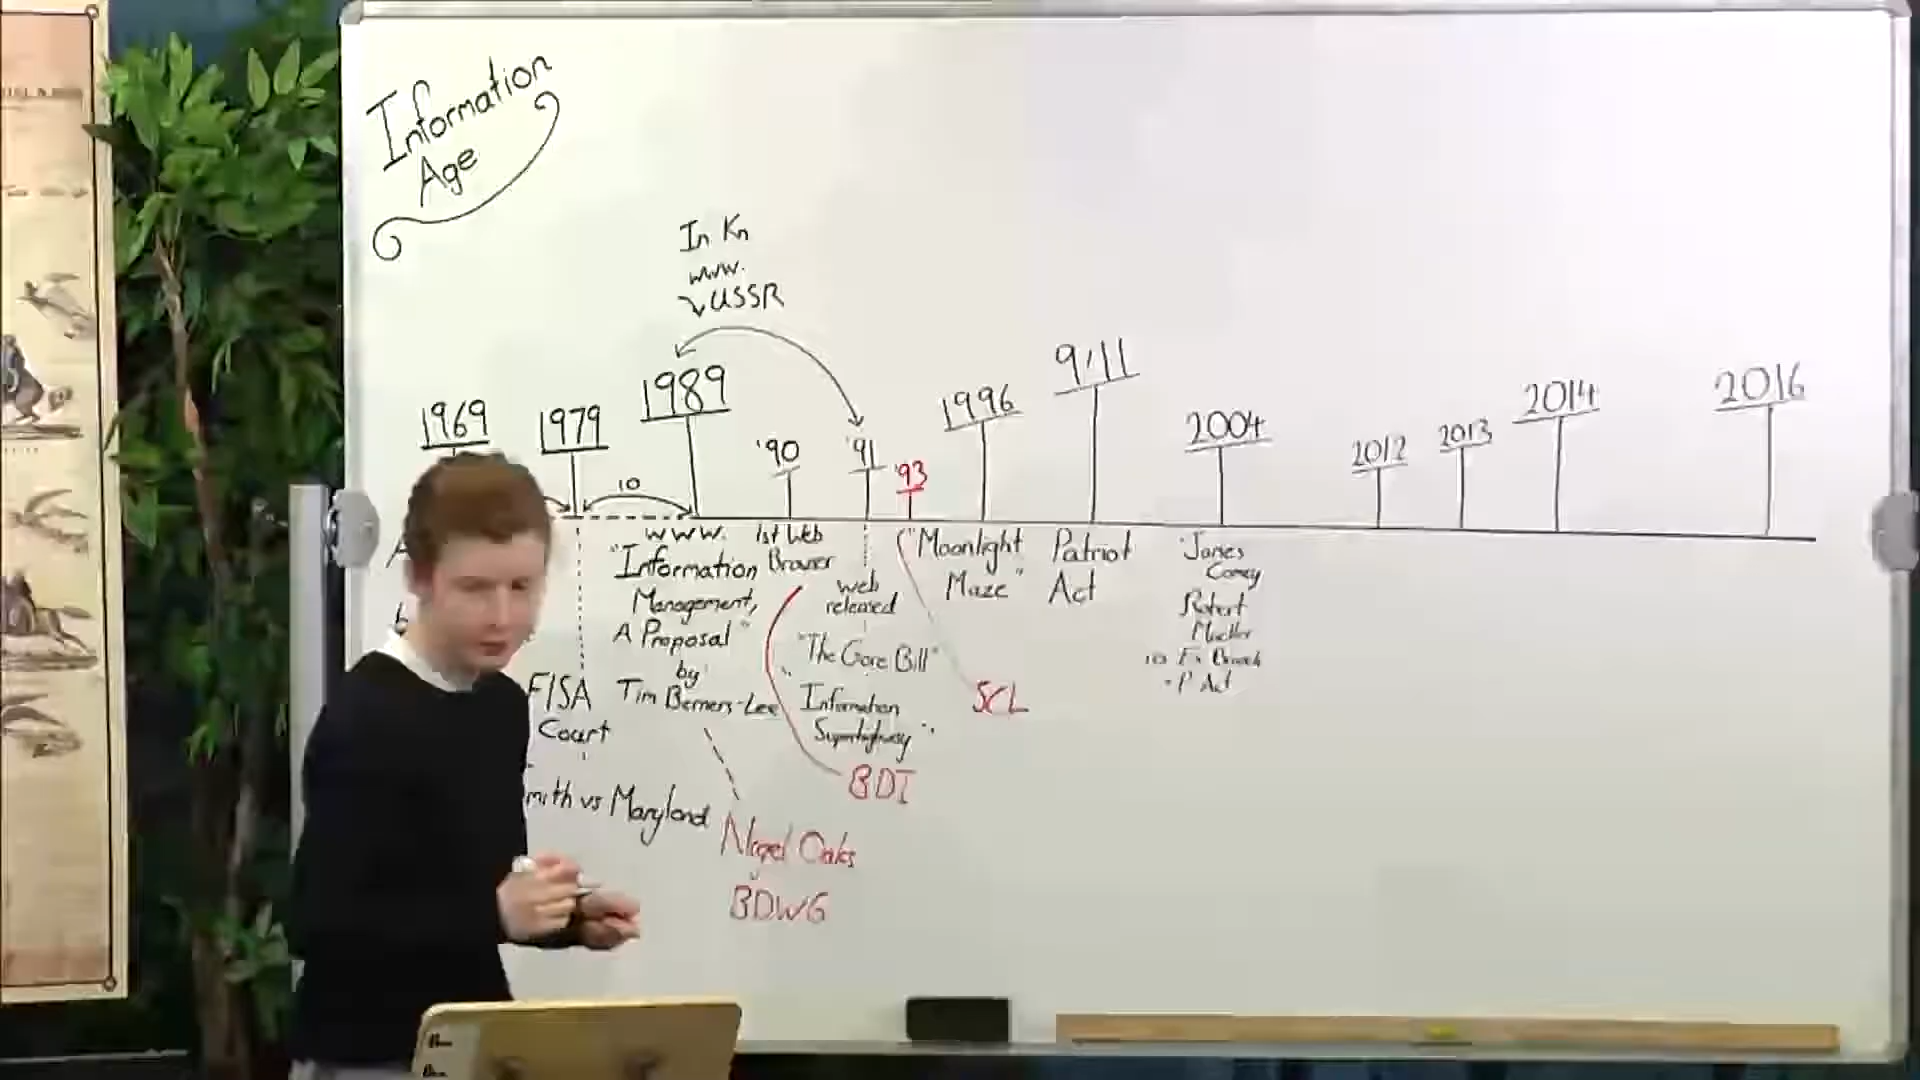 Information
Age
In Kn
www.
USSR
1969
1979
1989
'90
'91
'93
1996
9/11
2004
2012
2013
2014
2016
10
www.
"Information
Management,
A Proposal"
by
Tim Berners-Lee
1st Web
Browser
web
released
"The Gore Bill"
Information
Superhighway
"Moonlight
Maze"
Patriot
Act
James
Comey
Robert
P Act
FISA
Court
mith vs Maryland
SCL
BDI
Nigel Oakes
BDWG